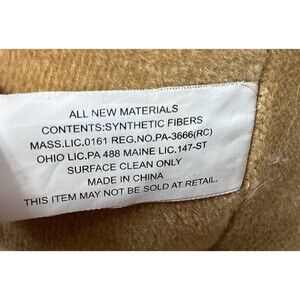 ALL NEW MATERIALS
CONTENTS:SYNTHETIC FIBERS
MASS.LIC.0161 REG.NO.PA-3666(RC)
OHIO LIC.PA 488 MAINE LIC.147-ST
SURFACE CLEAN ONLY
MADE IN CHINA
THIS ITEM MAY NOT BE SOLD AT RETAIL.